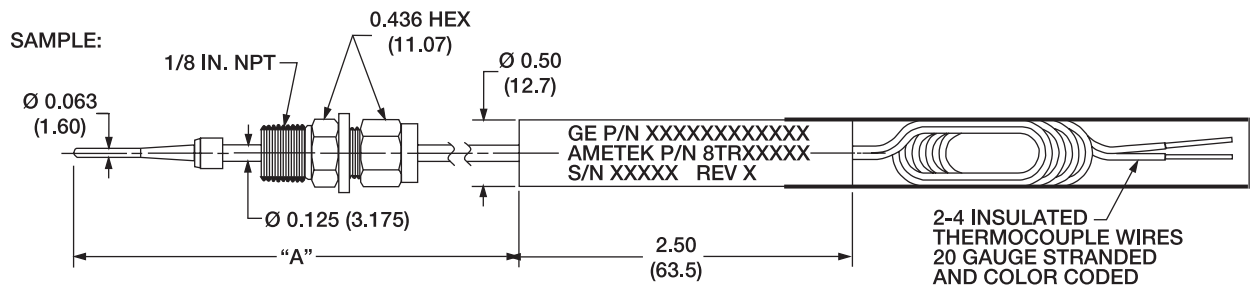 SAMPLE:
Ø 0.063
(1.60)
1/8 IN. NPT
0.436 HEX
(11.07)
Ø 0.50
(12.7)
GE P/N XXXXXXXXXXXX
AMETEK P/N 8TRXXXXX
S/N XXXXX REV X
Ø 0.125 (3.175)
“A”
2.50
(63.5)
2-4 INSULATED
THERMOCOUPLE WIRES
20 GAUGE STRANDED
AND COLOR CODED